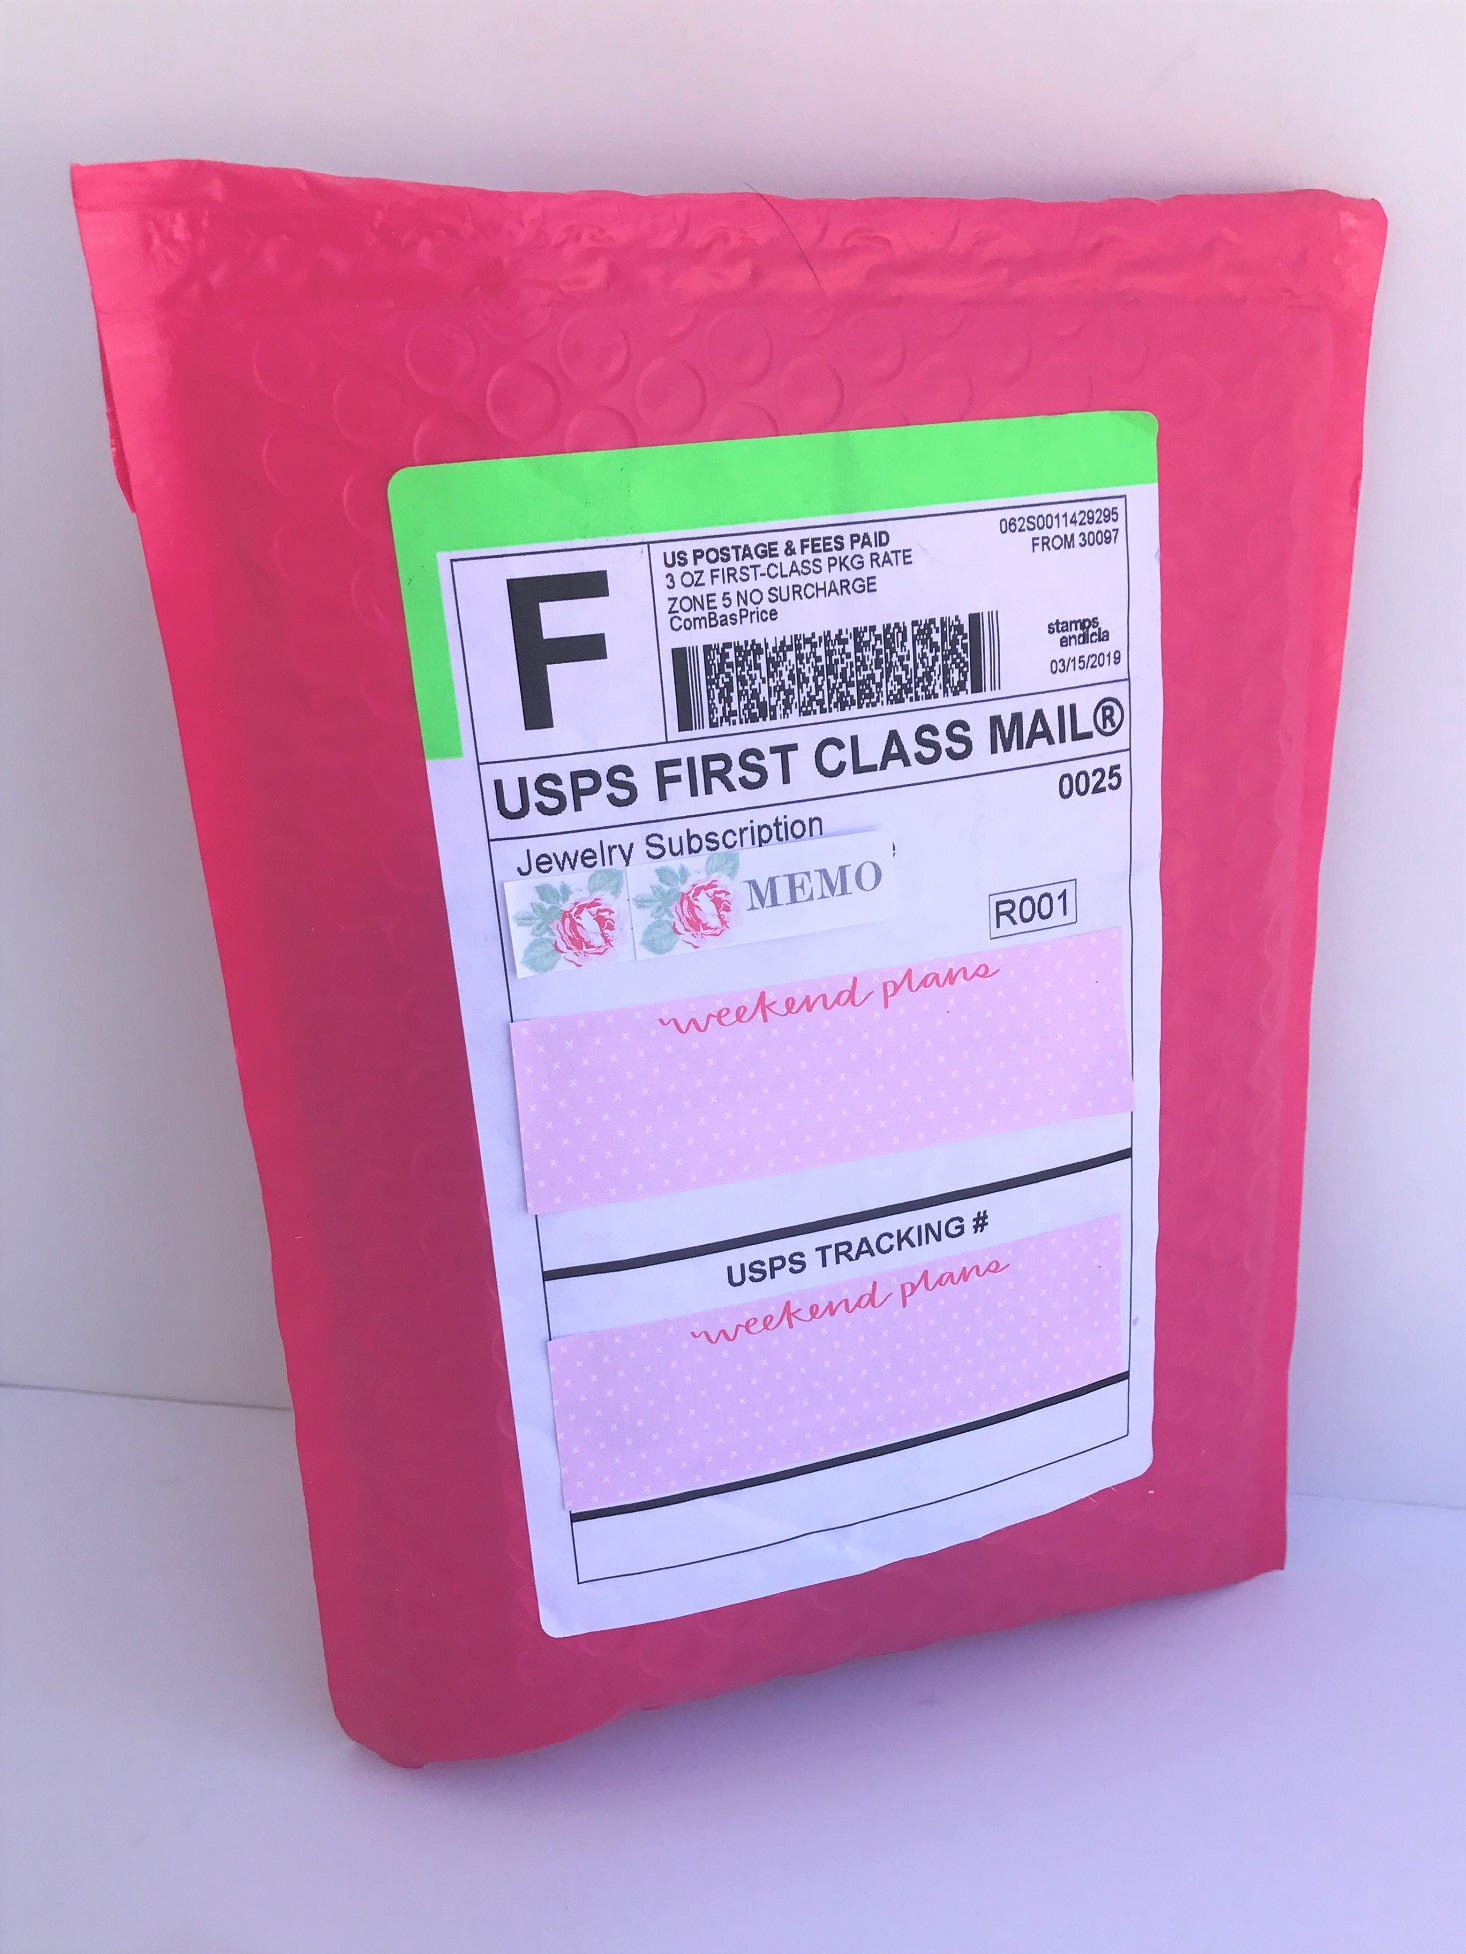 F
US POSTAGE & FEES PAID
3 OZ FIRST-CLASS PKG RATE
ZONE 5 NO SURCHARGE
ComBasPrice
062S0011429295
FROM 30097
stamps
endicia
03/15/2019
USPS FIRST CLASS MAIL®
Jewelry Subscription
0025
MEMO
R001
weekend plans
USPS TRACKING #
weekend plans